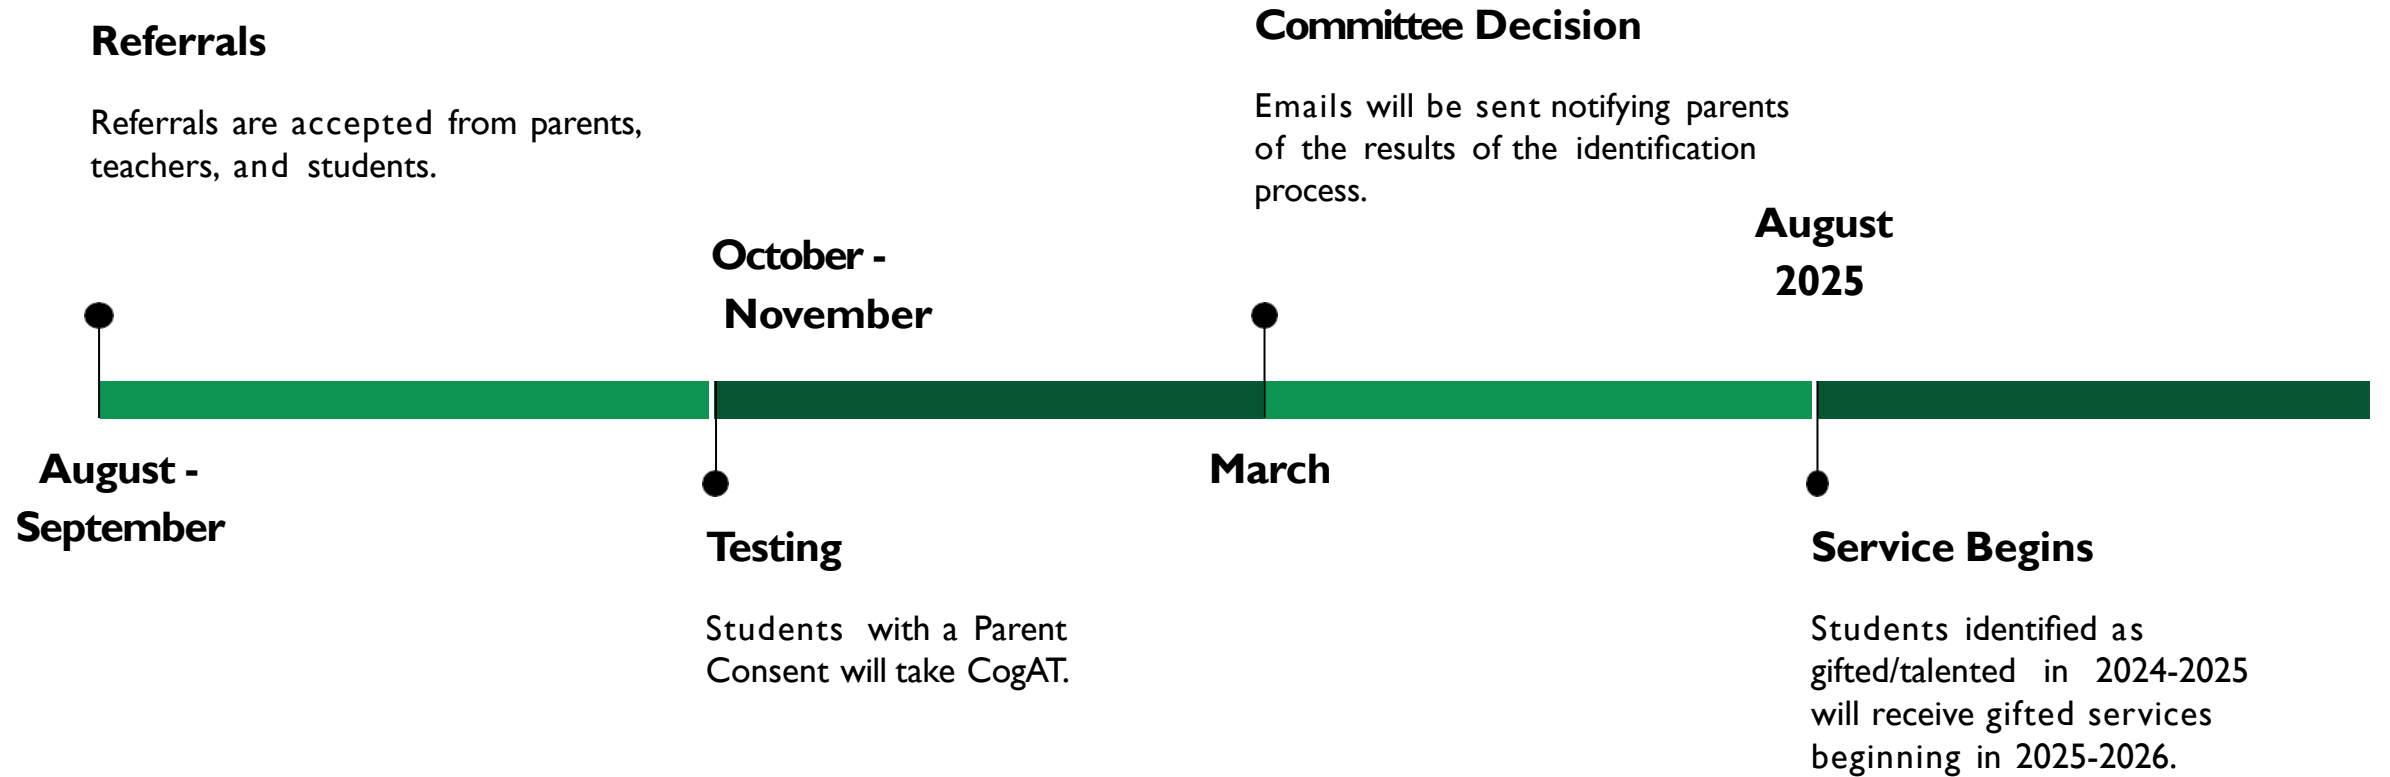 Referrals
Referrals are accepted from parents,
teachers, and students.
August -
September
October -
November
Testing
Students with a Parent
Consent will take CogAT.
Committee Decision
Emails will be sent notifying parents
of the results of the identification
process.
March
August
2025
Service Begins
Students identified as
gifted/talented in 2024-2025
will receive gifted services
beginning in 2025-2026.